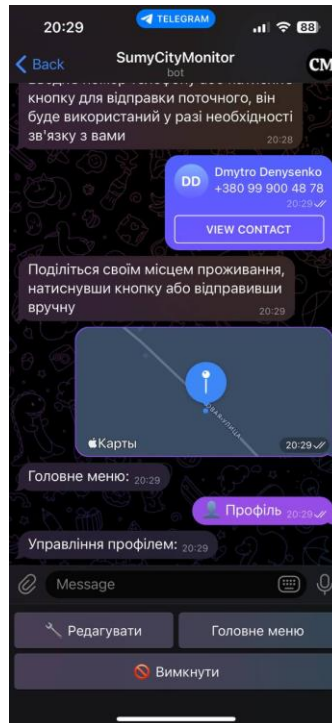 20:29
TELEGRAM
88
Back
SumyCityMonitor
bot
CM
кнопку для відправки поточного, він
буде використаний у разі необхідності
зв'язку з вами
20:28
DD
Dmytro Denysenko
+380 99 900 48 78
20:29
VIEW CONTACT
Поділіться своїм місцем проживання,
натиснувши кнопку або відправивши
вручну
20:29
Карты
20:29
Головне меню: 20:29
Профіль 20:29
Управління профілем: 20:29
Message
Редагувати
Головне меню
Вимкнути